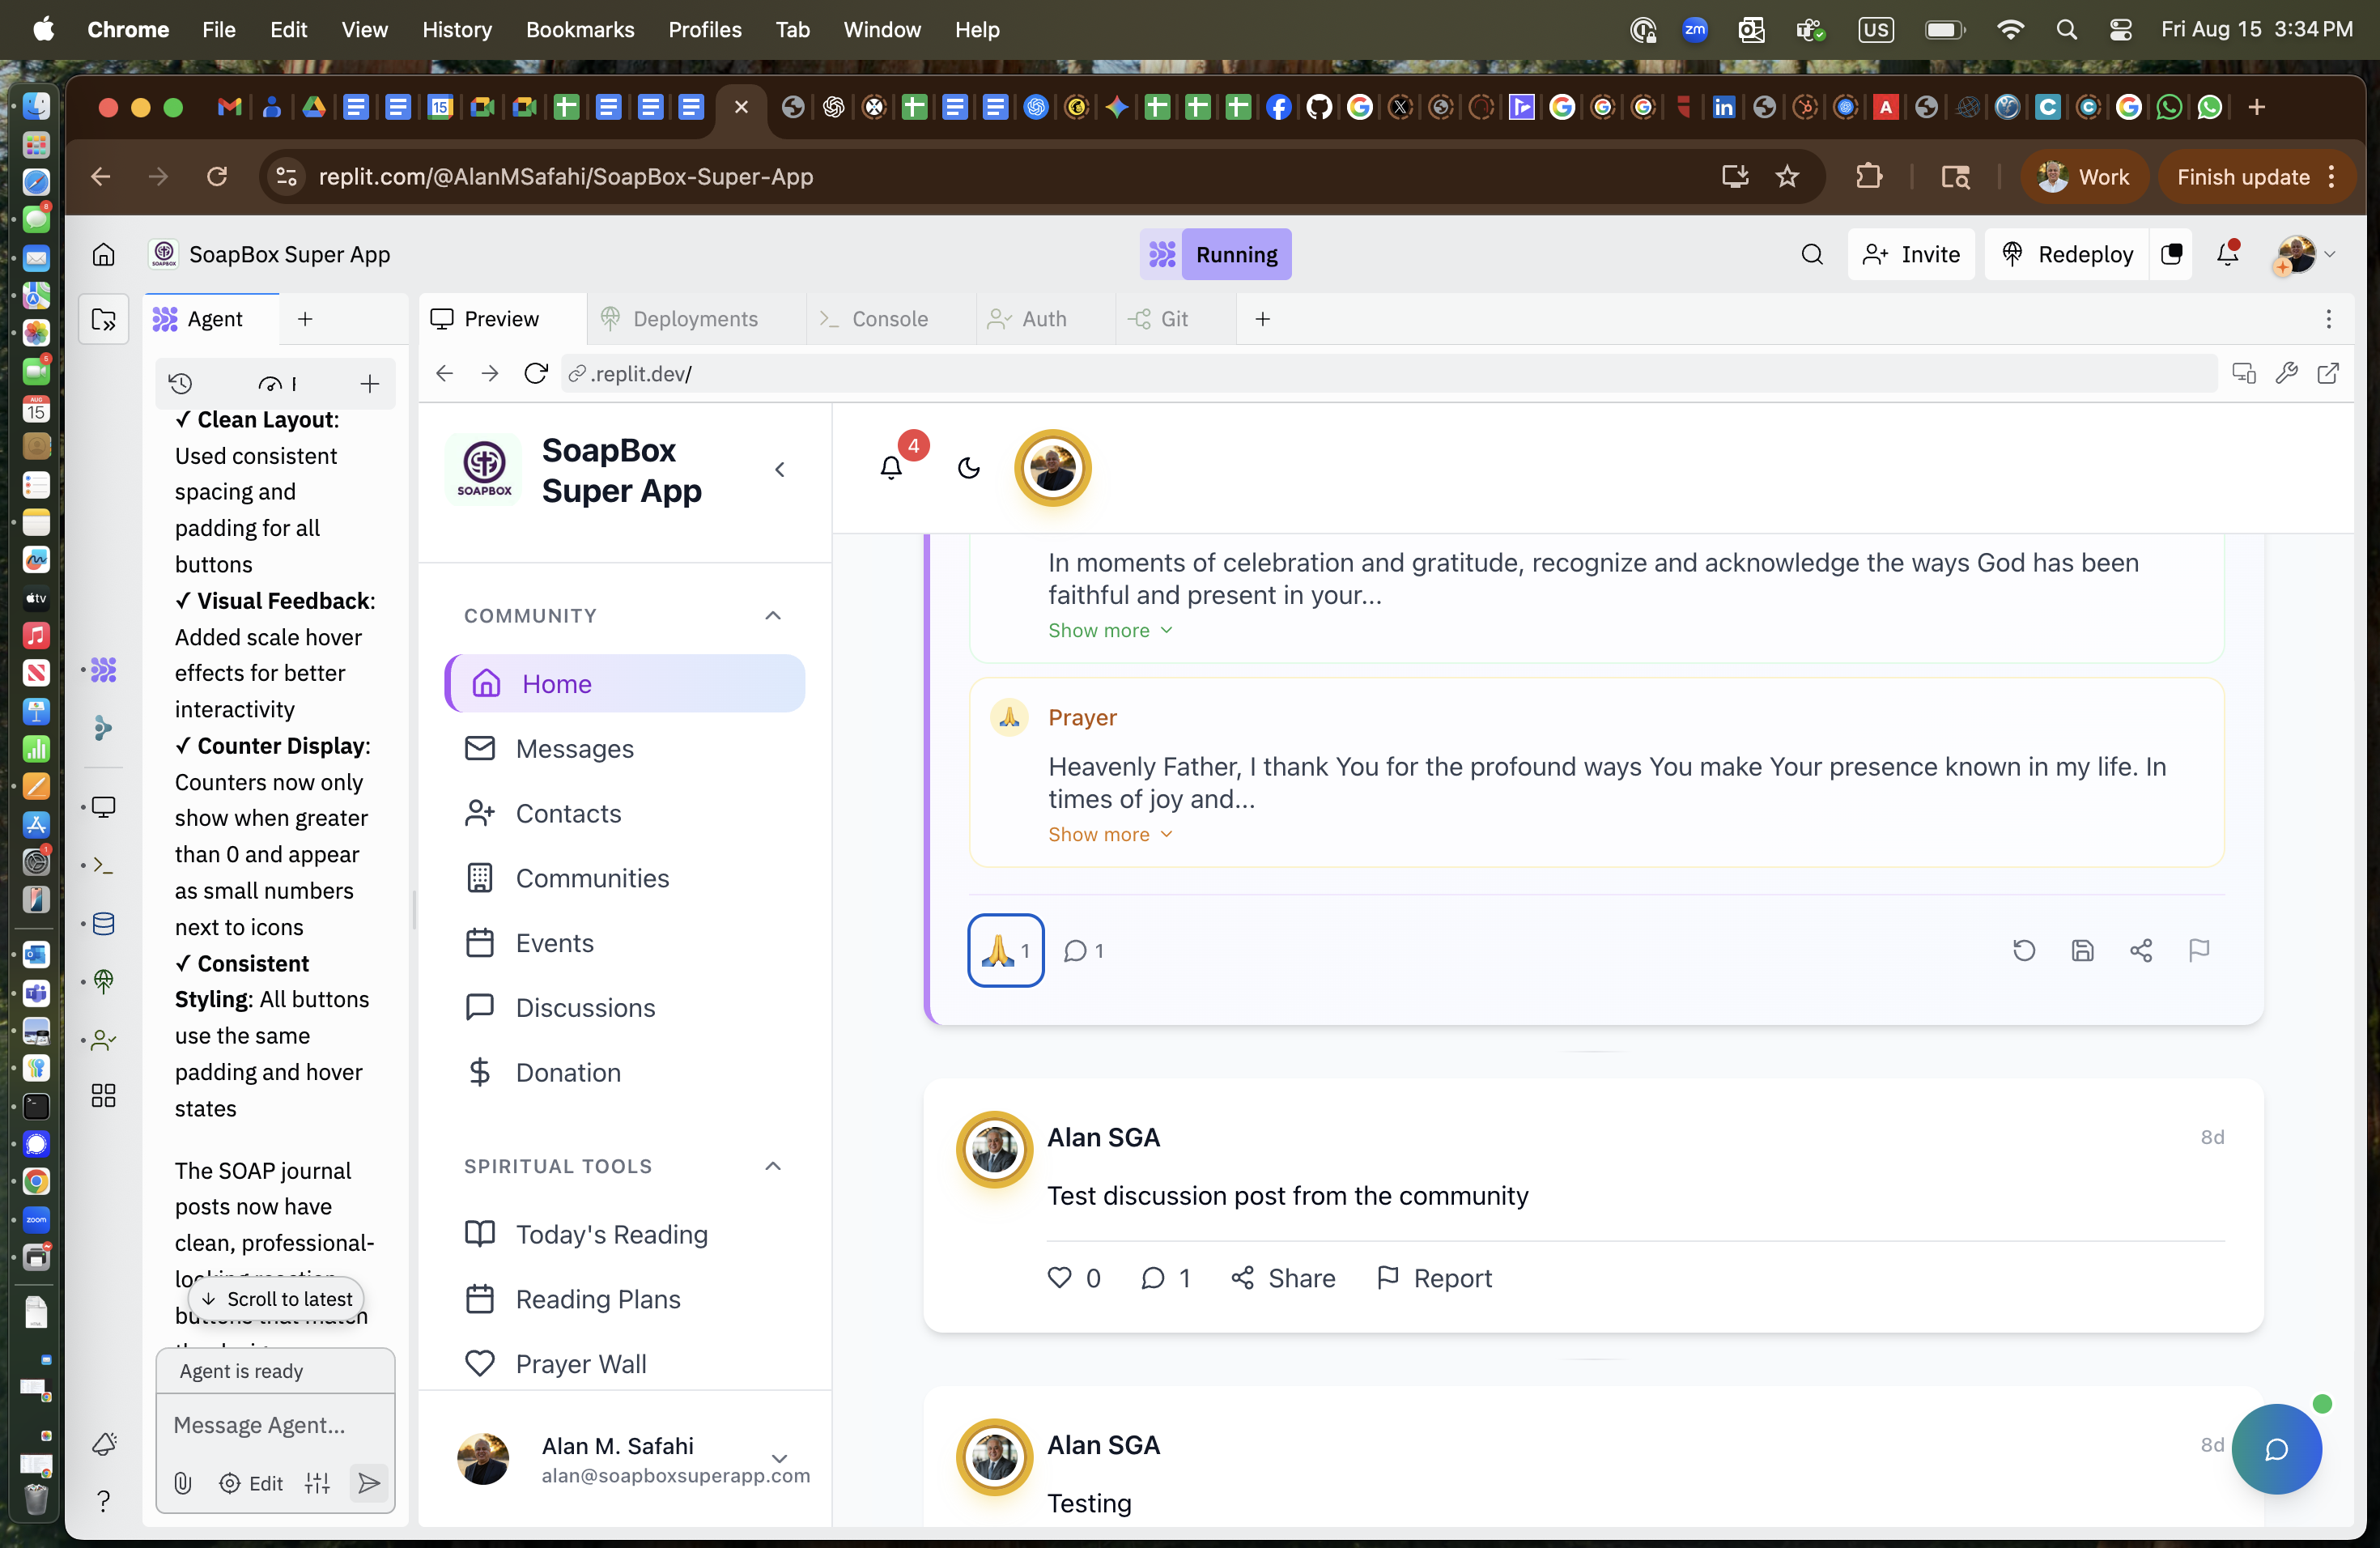 Chrome File Edit View History Bookmarks Profiles Tab Window Help
zm US Fri Aug 15 3:34 PM
replit.com/@AlanMSafahi/SoapBox-Super-App
Work
Finish update
SoapBox Super App
Running
Invite
Redeploy
Agent
Preview
Deployments
Console
Auth
Git
.replit.dev/
✓ Clean Layout:
Used consistent
spacing and
padding for all
buttons
✓ Visual Feedback:
Added scale hover
effects for better
interactivity
✓ Counter Display:
Counters now only
show when greater
than 0 and appear
as small numbers
next to icons
✓ Consistent
Styling: All buttons
use the same
padding and hover
states
The SOAP journal
posts now have
clean, professional-
Scroll to latest
Agent is ready
Message Agent...
Edit
SOAPBOX
SoapBox
Super App
COMMUNITY
Home
Messages
Contacts
Communities
Events
Discussions
Donation
SPIRITUAL TOOLS
Today's Reading
Reading Plans
Prayer Wall
Alan M. Safahi
alan@soapboxsuperapp.com
4
In moments of celebration and gratitude, recognize and acknowledge the ways God has been
faithful and present in your...
Show more
Prayer
Heavenly Father, I thank You for the profound ways You make Your presence known in my life. In
times of joy and...
Show more
1
1
Alan SGA
8d
Test discussion post from the community
0
1
Share
Report
Alan SGA
8d
Testing